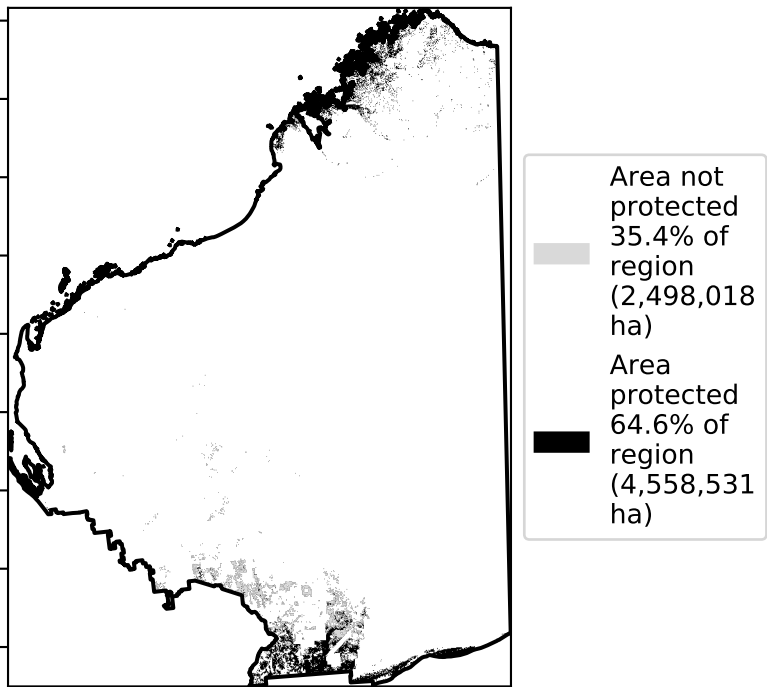 Area not
protected
35.4% of
region
(2,498,018
ha)
Area
protected
64.6% of
region
(4,558,531
ha)